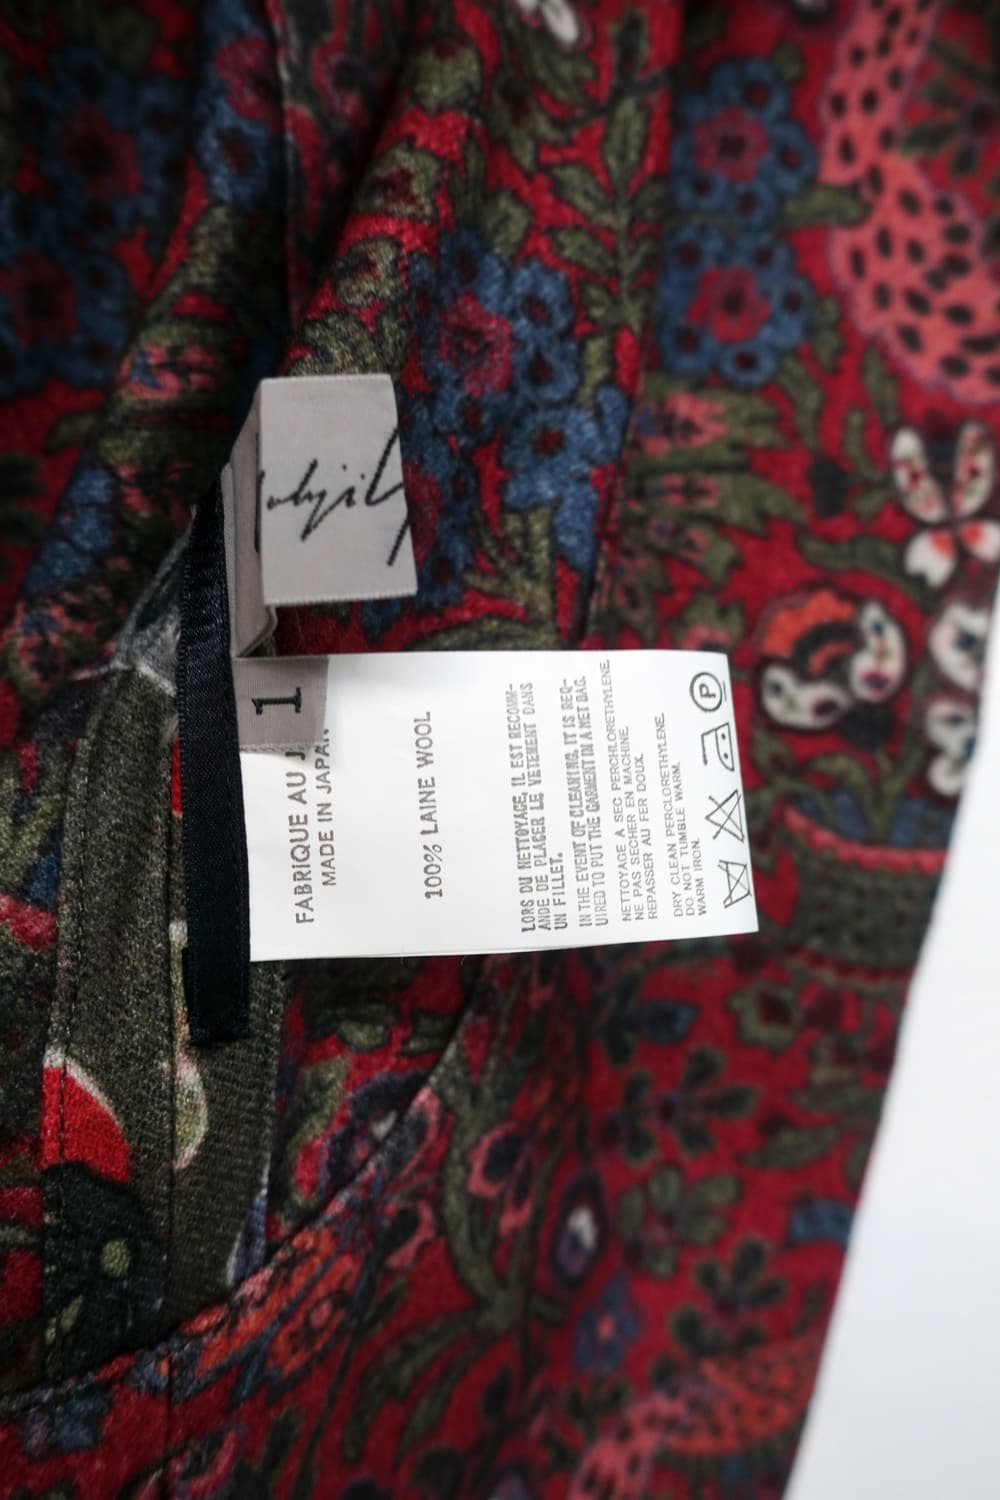 1
FABRIQUE AU J
MADE IN JAPAN
100% LAINE WOOL
LORS DU NETTOYAGE, IL EST RECOMM-
ANDE DE PLACER LE VETEMENT DANS
UN FILLET.
IN THE EVENT OF CLEANING, IT IS REQ-
UIRED TO PUT THE GARMENT IN A NET BAG.
NETTOYAGE A SEC PERCHLORETHYLENE.
NE PAS SECHER EN MACHINE.
REPASSER AU FER DOUX.
DRY CLEAN PERCLORETHYLENE.
DO NOT TUMBLE WARM.
WARM IRON.
P